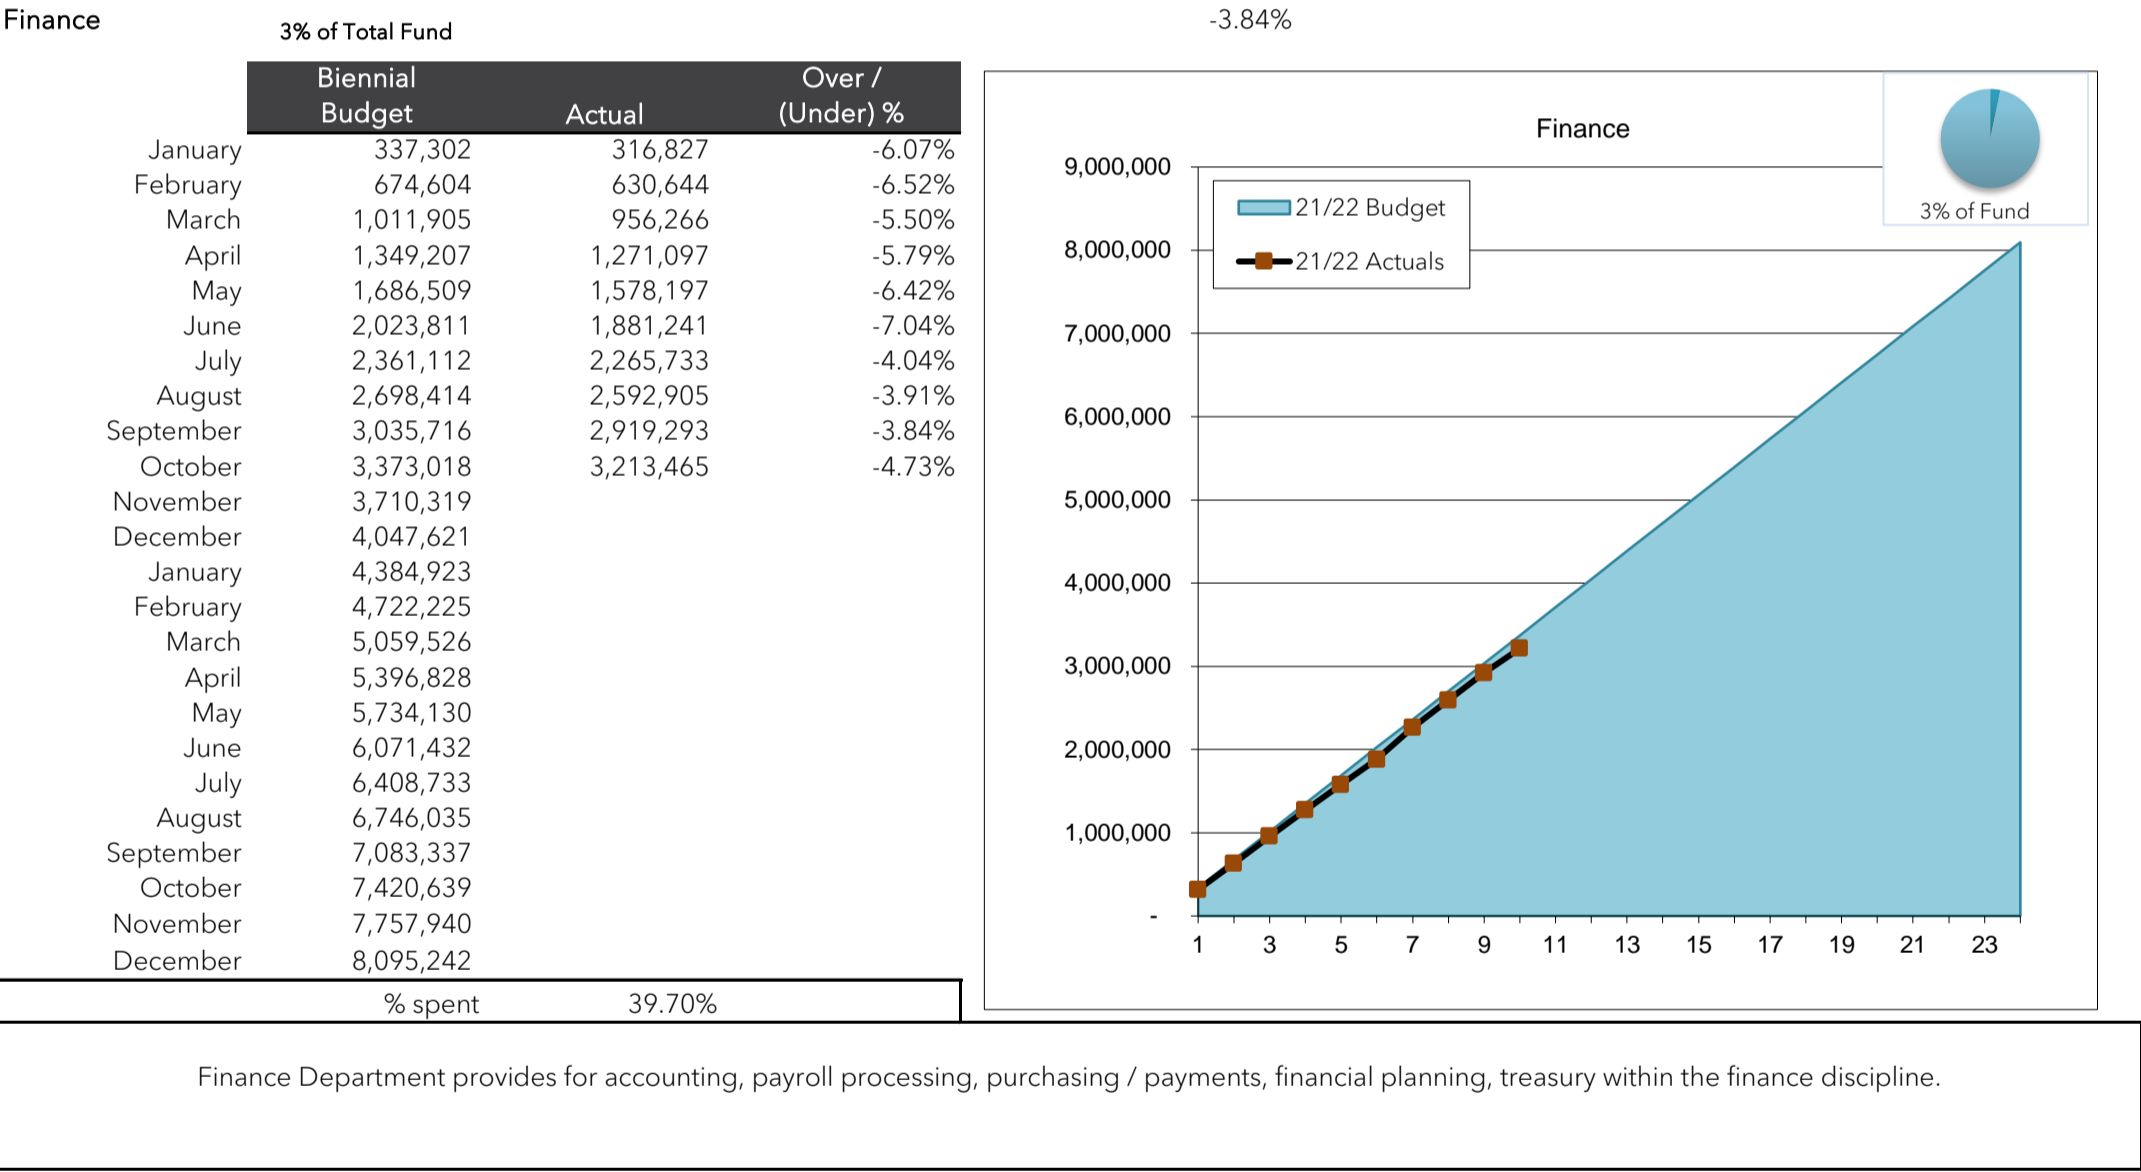 Finance
3% of Total Fund
-3.84%
Biennial Budget Actual Over / (Under) %
January 337,302 316,827 -6.07%
February 674,604 630,644 -6.52%
March 1,011,905 956,266 -5.50%
April 1,349,207 1,271,097 -5.79%
May 1,686,509 1,578,197 -6.42%
June 2,023,811 1,881,241 -7.04%
July 2,361,112 2,265,733 -4.04%
August 2,698,414 2,592,905 -3.91%
September 3,035,716 2,919,293 -3.84%
October 3,373,018 3,213,465 -4.73%
November 3,710,319
December 4,047,621
January 4,384,923
February 4,722,225
March 5,059,526
April 5,396,828
May 5,734,130
June 6,071,432
July 6,408,733
August 6,746,035
September 7,083,337
October 7,420,639
November 7,757,940
December 8,095,242
% spent 39.70%
Finance
3% of Fund
21/22 Budget
21/22 Actuals
9,000,000
8,000,000
7,000,000
6,000,000
5,000,000
4,000,000
3,000,000
2,000,000
1,000,000
-
1 3 5 7 9 11 13 15 17 19 21 23
Finance Department provides for accounting, payroll processing, purchasing / payments, financial planning, treasury within the finance discipline.